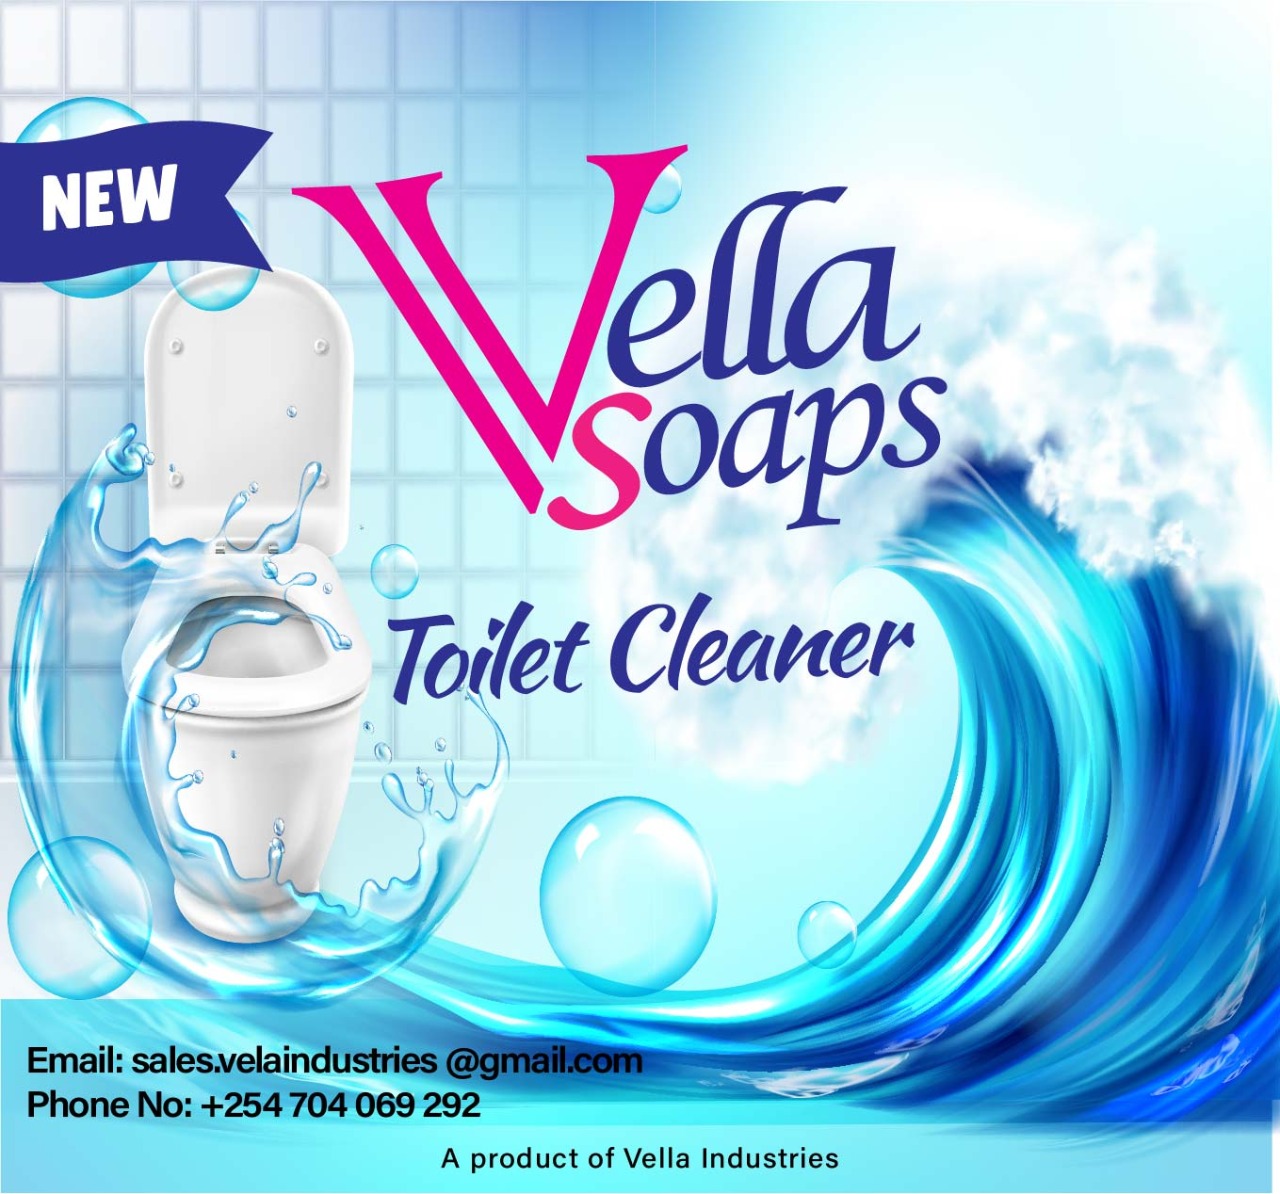 NEW
Vella
Soaps
Toilet Cleaner
Email: sales.velaindustries @gmail.com
Phone No: +254 704 069 292
A product of Vella Industries